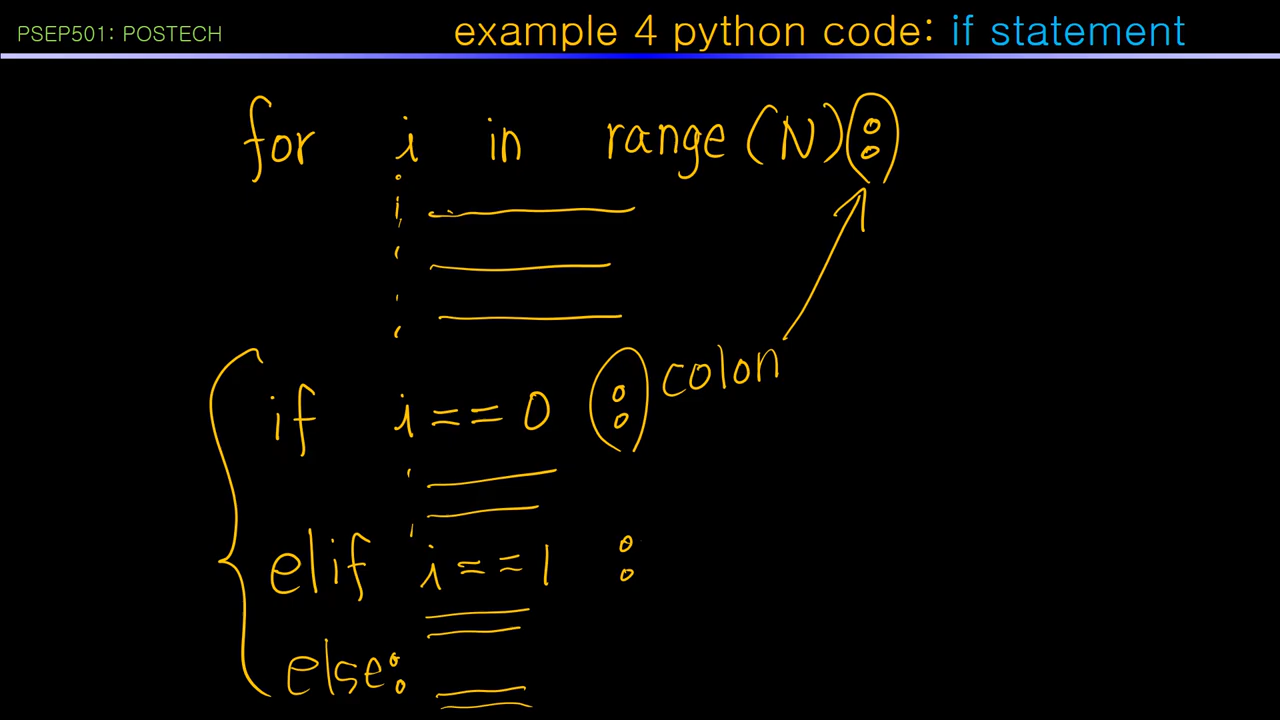 PSEP501: POSTECH
example 4 python code: if statement
for i in range (N):
if i == 0 : colon
elif i == 1 :
else: